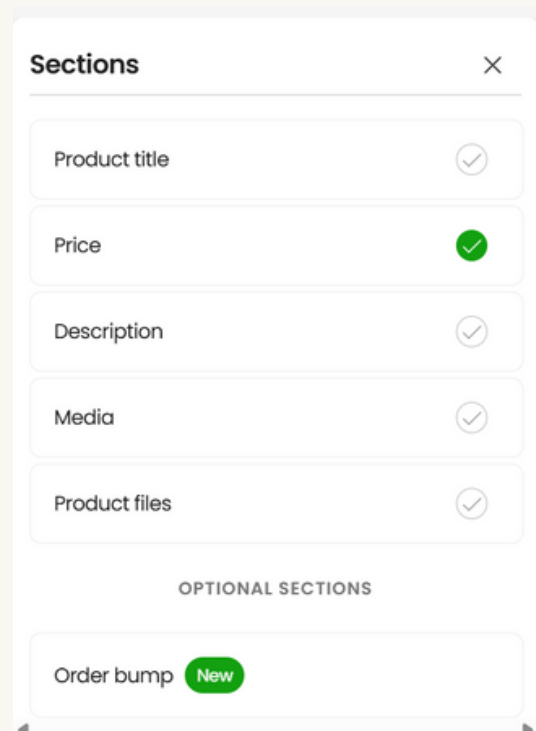 Sections
Product title
Price
Description
Media
Product files
OPTIONAL SECTIONS
Order bump New